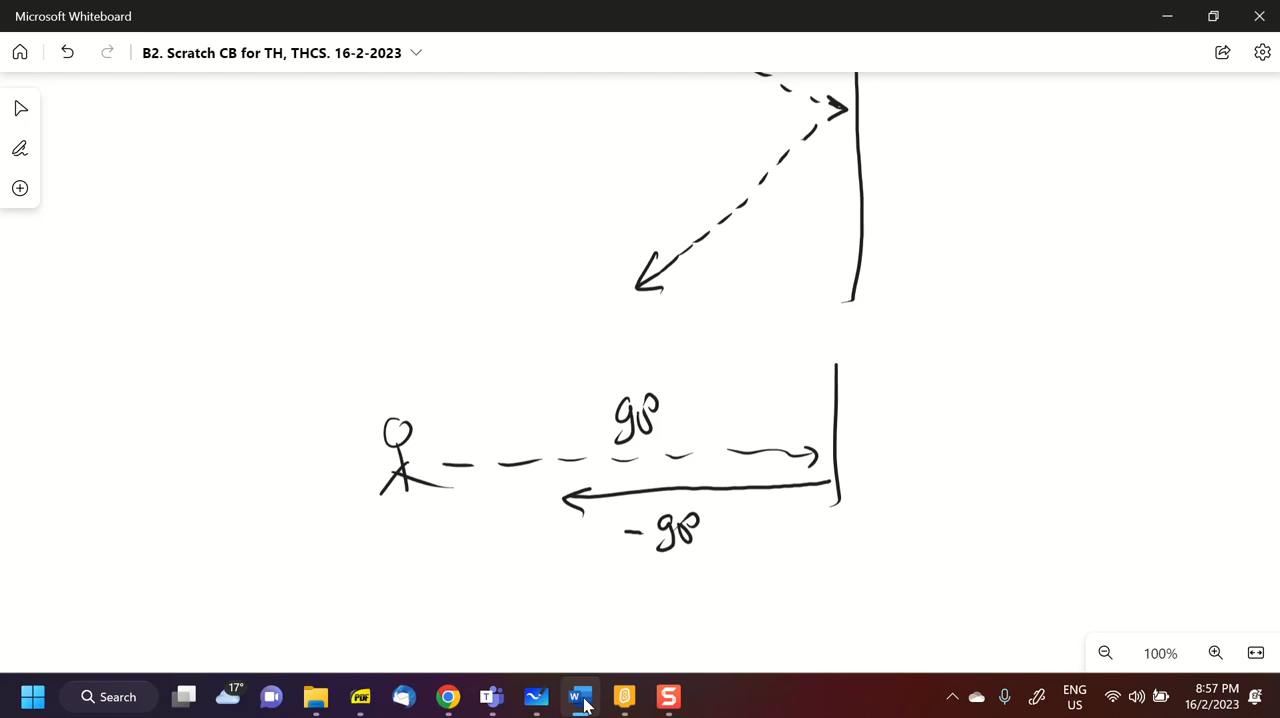 Microsoft Whiteboard
B2. Scratch CB for TH, THCS. 16-2-2023
90
- 90
100%
17°
Search
PDF
ENG
US
8:57 PM
16/2/2023